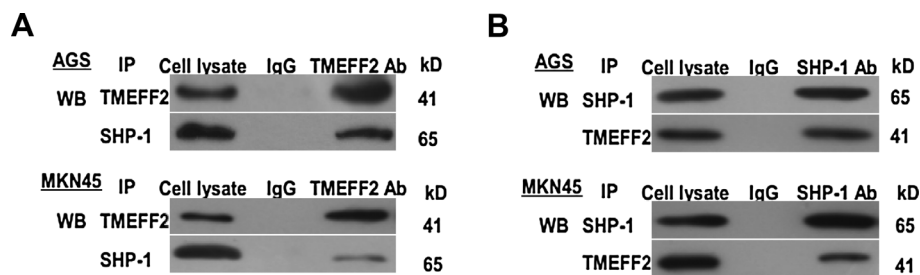 A
AGS IP Cell lysate IgG TMEFF2 Ab kD
WB TMEFF2 41
SHP-1 65
MKN45 IP Cell lysate IgG TMEFF2 Ab kD
WB TMEFF2 41
SHP-1 65
B
AGS IP Cell lysate IgG SHP-1 Ab kD
WB SHP-1 65
TMEFF2 41
MKN45 IP Cell lysate IgG SHP-1 Ab kD
WB SHP-1 65
TMEFF2 41